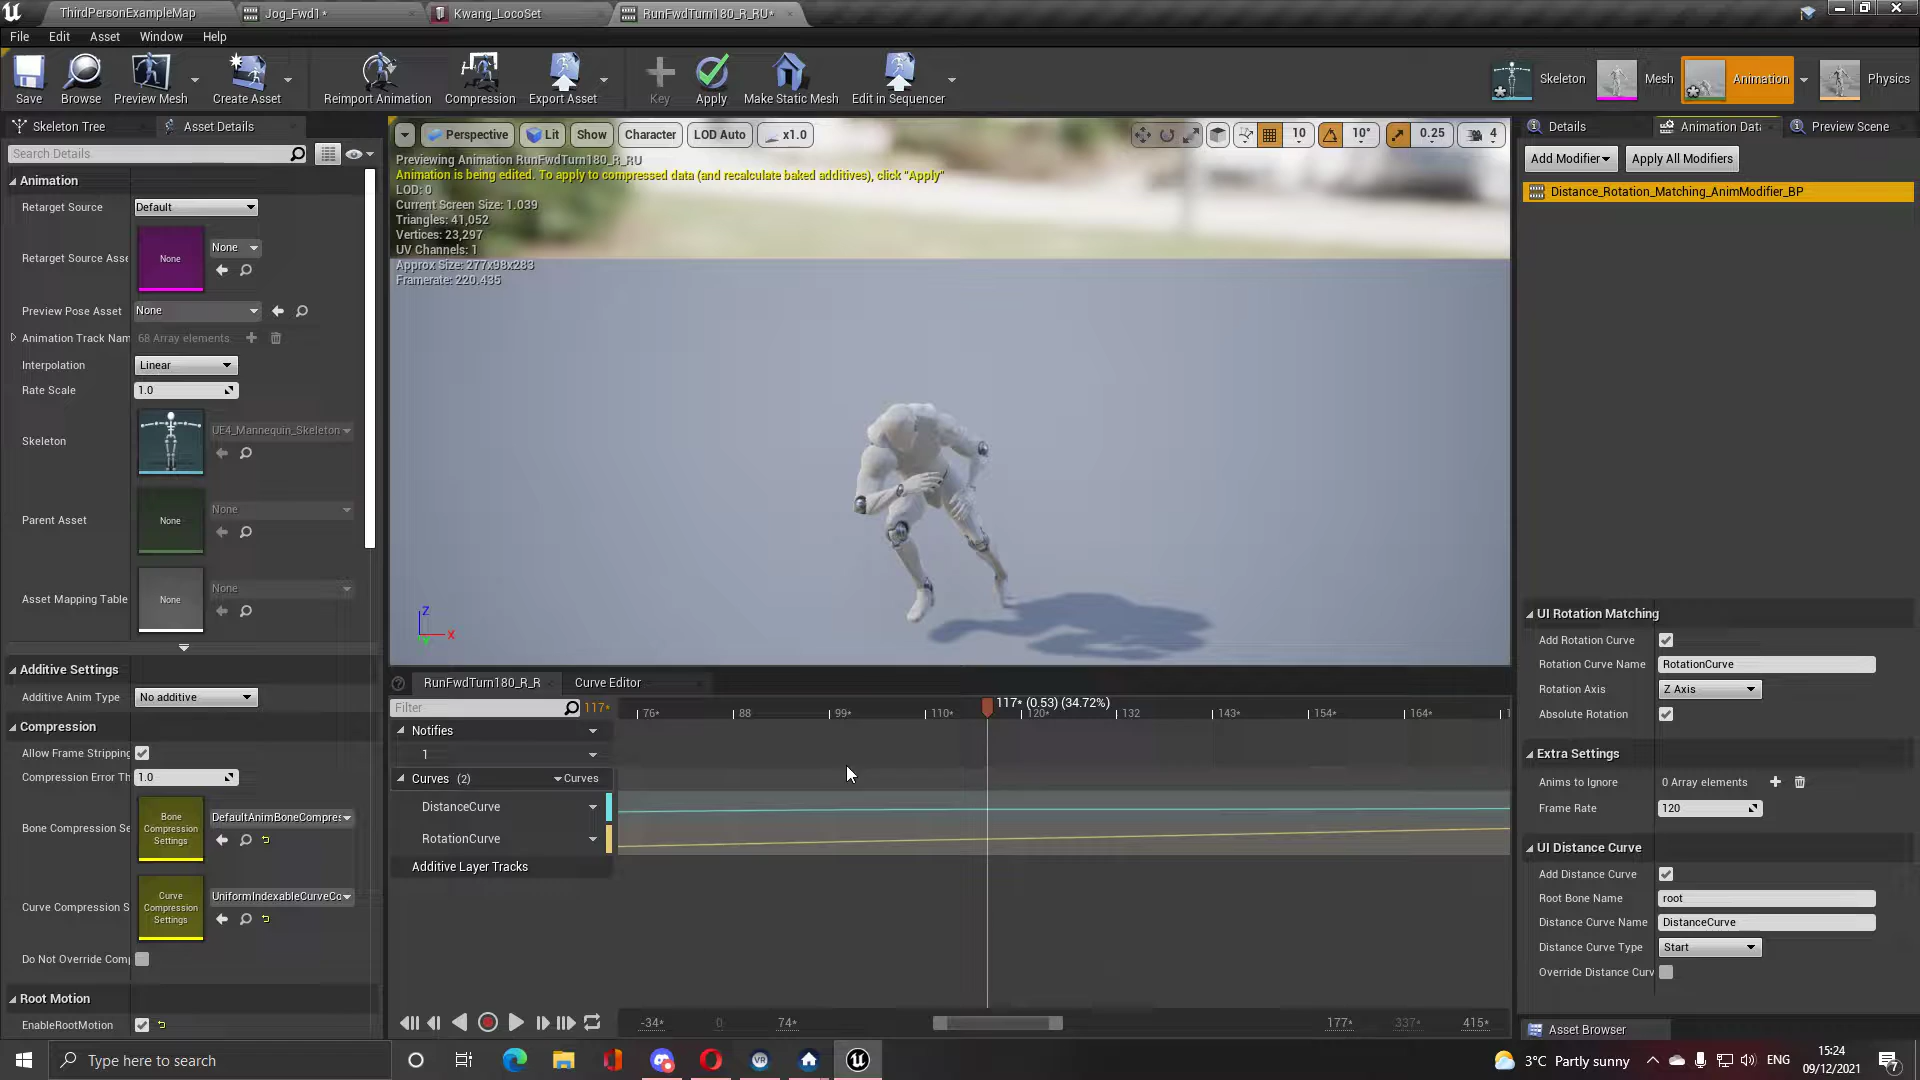 ThirdPersonExampleMap
Jog_Fwd1*
Kwang_LocoSet
RunFwdTurn180_R_RU*
File Edit Asset Window Help
Save
Browse
Preview Mesh
Create Asset
Reimport Animation
Compression
Export Asset
Key
Apply
Make Static Mesh
Edit in Sequencer
Skeleton
Mesh
Animation
Physics
Skeleton Tree
Asset Details
Search Details
Animation
Retarget Source Default
Retarget Source Asse None None
Preview Pose Asset None
Animation Track Nam 68 Array elements
Interpolation Linear
Rate Scale 1.0
Skeleton UE4_Mannequin_Skeleton
Parent Asset None None
Asset Mapping Table None None
Additive Settings
Additive Anim Type No additive
Compression
Allow Frame Stripping
Compression Error Th 1.0
Bone Compression Se Bone Compression Settings DefaultAnimBoneCompres
Curve Compression S Curve Compression Settings UniformIndexableCurveCo
Do Not Override Comp
Root Motion
EnableRootMotion
Perspective Lit Show Character LOD Auto x1.0
10 10° 0.25 4
Previewing Animation RunFwdTurn180_R_RU
Animation is being edited. To apply to compressed data (and recalculate baked additives), click "Apply"
LOD: 0
Current Screen Size: 1.039
Triangles: 41,052
Vertices: 23,297
UV Channels: 1
Approx Size: 277x98x283
Framerate: 220.435
Z
X
Y
RunFwdTurn180_R_R
Curve Editor
Filter 117*
117* (0.53) (34.72%)
76* 88 99* 110* 120* 132 143* 154* 164* 1
Notifies
1
Curves (2) Curves
DistanceCurve
RotationCurve
Additive Layer Tracks
-34* 0 74* 177* 337* 415*
Details
Animation Data
Preview Scene
Add Modifier
Apply All Modifiers
Distance_Rotation_Matching_AnimModifier_BP
UI Rotation Matching
Add Rotation Curve
Rotation Curve Name RotationCurve
Rotation Axis Z Axis
Absolute Rotation
Extra Settings
Anims to Ignore 0 Array elements
Frame Rate 120
UI Distance Curve
Add Distance Curve
Root Bone Name root
Distance Curve Name DistanceCurve
Distance Curve Type Start
Override Distance Curv
Asset Browser
Type here to search
VR
3°C Partly sunny
ENG
15:24
09/12/2021
7